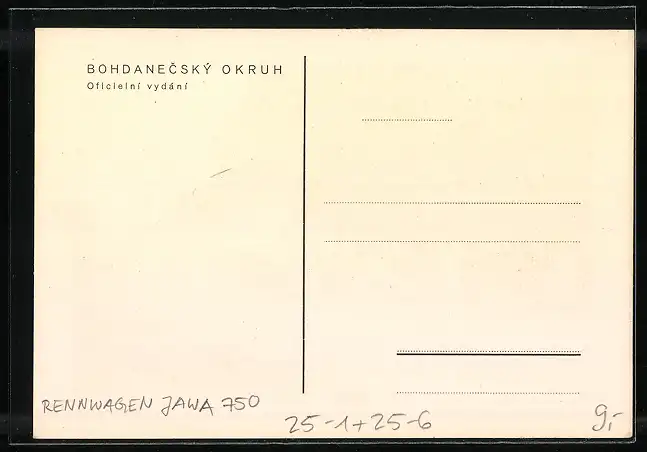 BOHDANEČSKÝ OKRUH
Oficielní vydání
RENNWAGEN JAWA 750
25-1+25-6
9,-